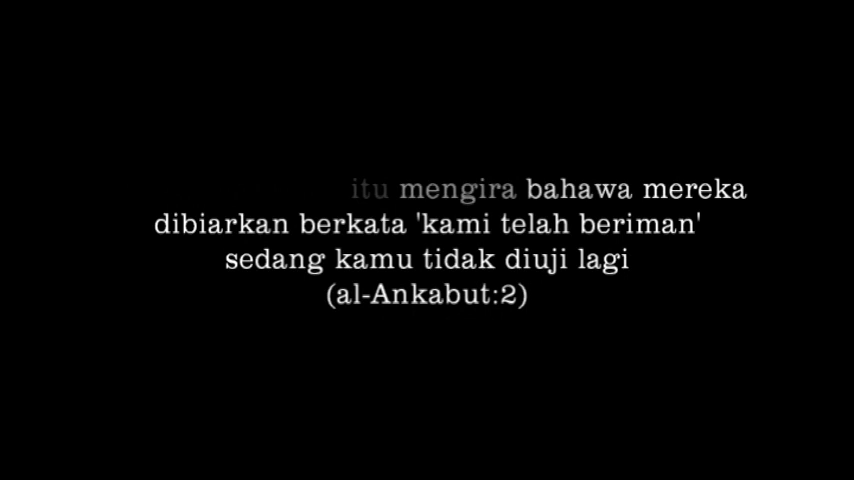 itu mengira bahawa mereka
dibiarkan berkata 'kami telah beriman'
sedang kamu tidak diuji lagi
(al-Ankabut:2)